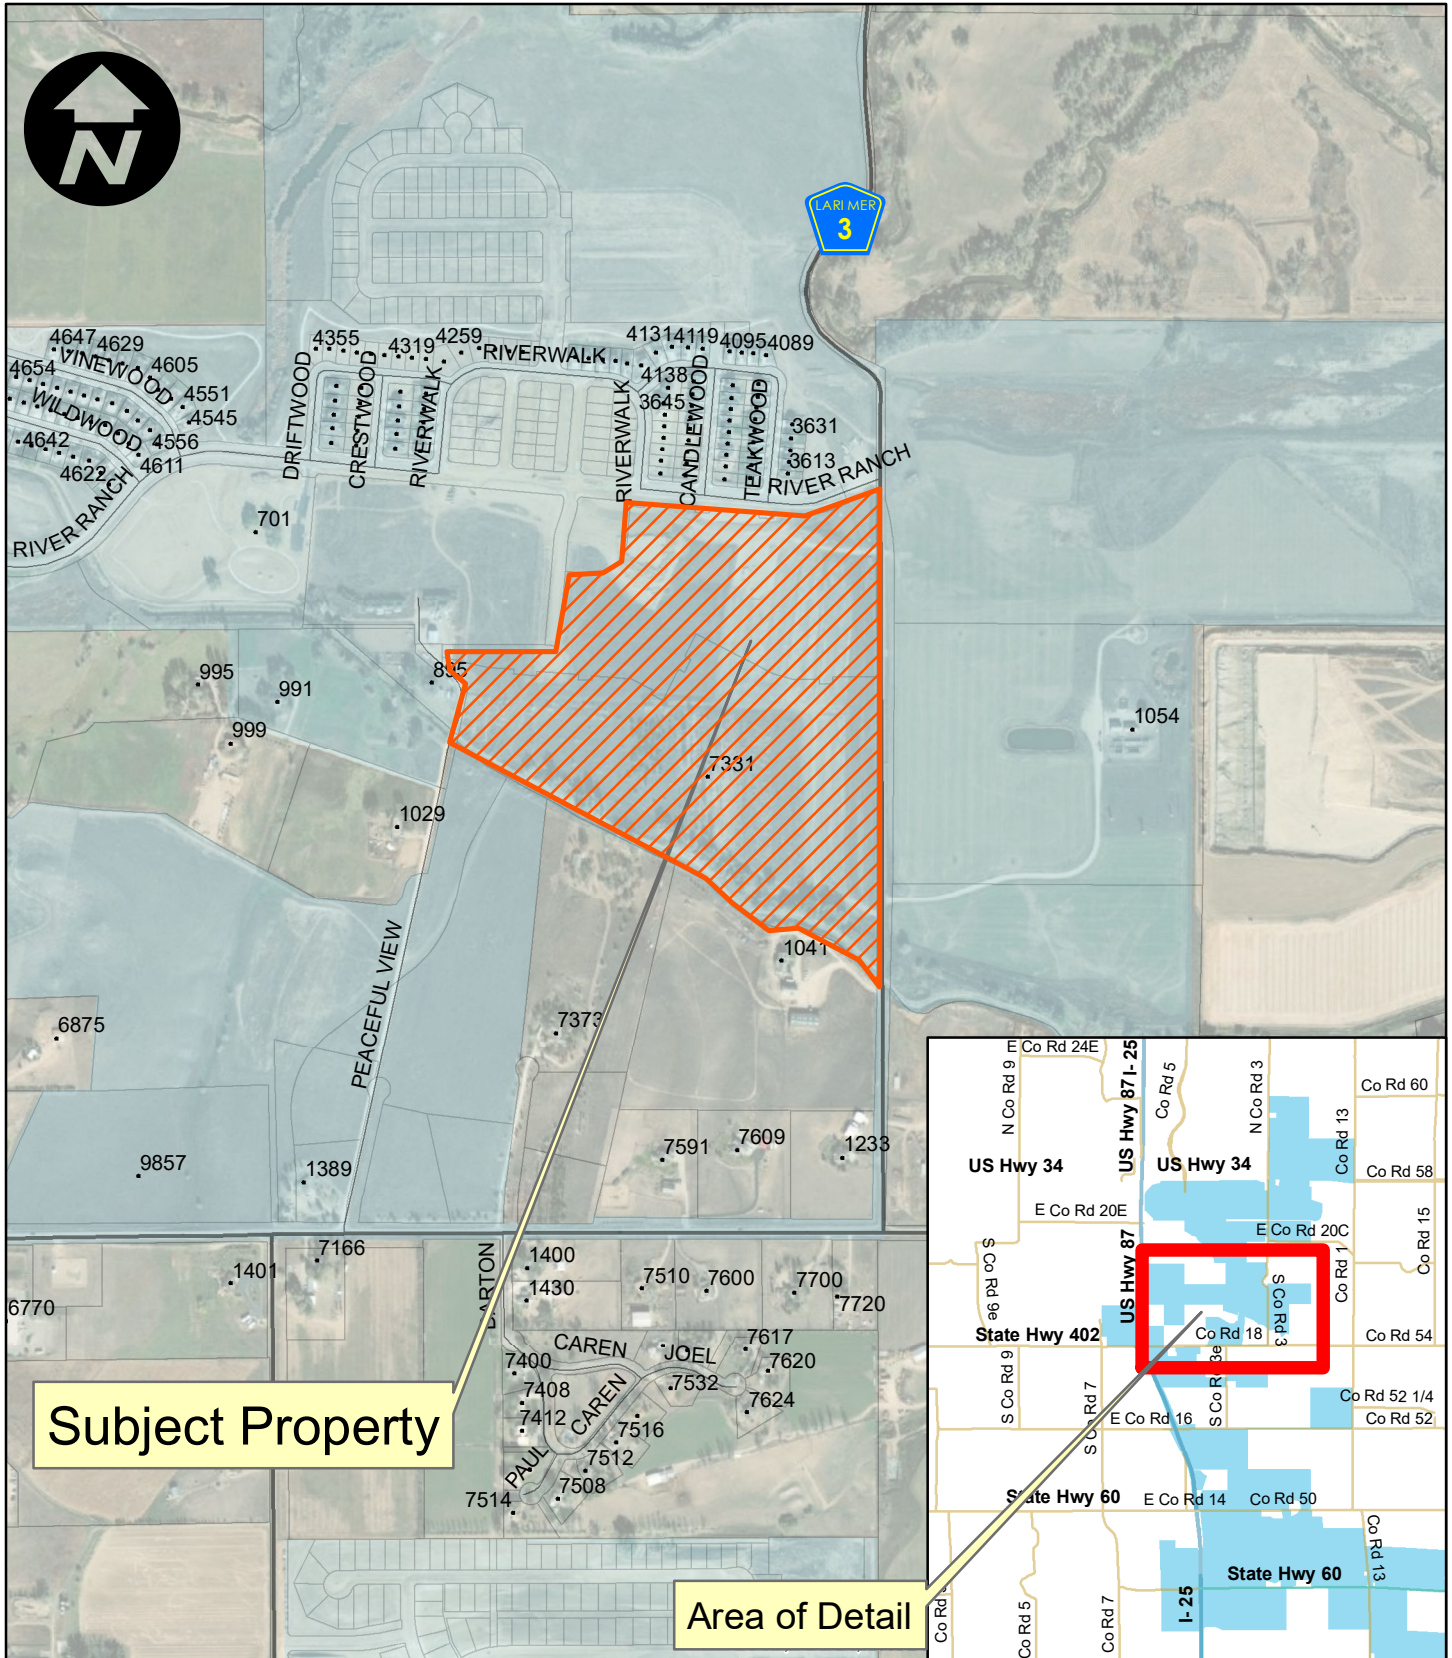 N
LARIMER
3
4647
4629
4605
4654
VINEWOOD
4551
4545
WILDWOOD
4556
4642
4611
4622
RIVER RANCH
4355
4319
4259
RIVERWALK
4131
4119
4095
4089
4138
3645
DRIFTWOOD
CRESTWOOD
RIVERWALK
RIVERWALK
CANDLEWOOD
TEAKWOOD
3631
3613
RIVER RANCH
701
995
991
999
895
1029
7331
1054
1041
PEACEFUL VIEW
6875
7373
9857
1389
7591
7609
1233
7166
1401
6770
1400
1430
7510
7600
7700
7720
CAREN
JOEL
7617
7620
7400
7408
7412
CAREN
7532
7624
7516
PAUL
7512
7508
7514
Subject Property
Area of Detail
E Co Rd 24E
N Co Rd 9
US Hwy 87
I- 25
Co Rd 5
N Co Rd 3
Co Rd 60
Co Rd 13
US Hwy 34
US Hwy 34
Co Rd 58
E Co Rd 20E
E Co Rd 20C
Co Rd 15
S Co Rd 9e
US Hwy 87
S Co Rd 3
Co Rd 1
State Hwy 402
Co Rd 18
Co Rd 54
S Co Rd 9
S Co Rd 7
S Co Rd 3e
Co Rd 52 1/4
E Co Rd 16
Co Rd 52
State Hwy 60
E Co Rd 14
Co Rd 50
Co Rd 13
State Hwy 60
I- 25
Co Rd 5
Co Rd 7